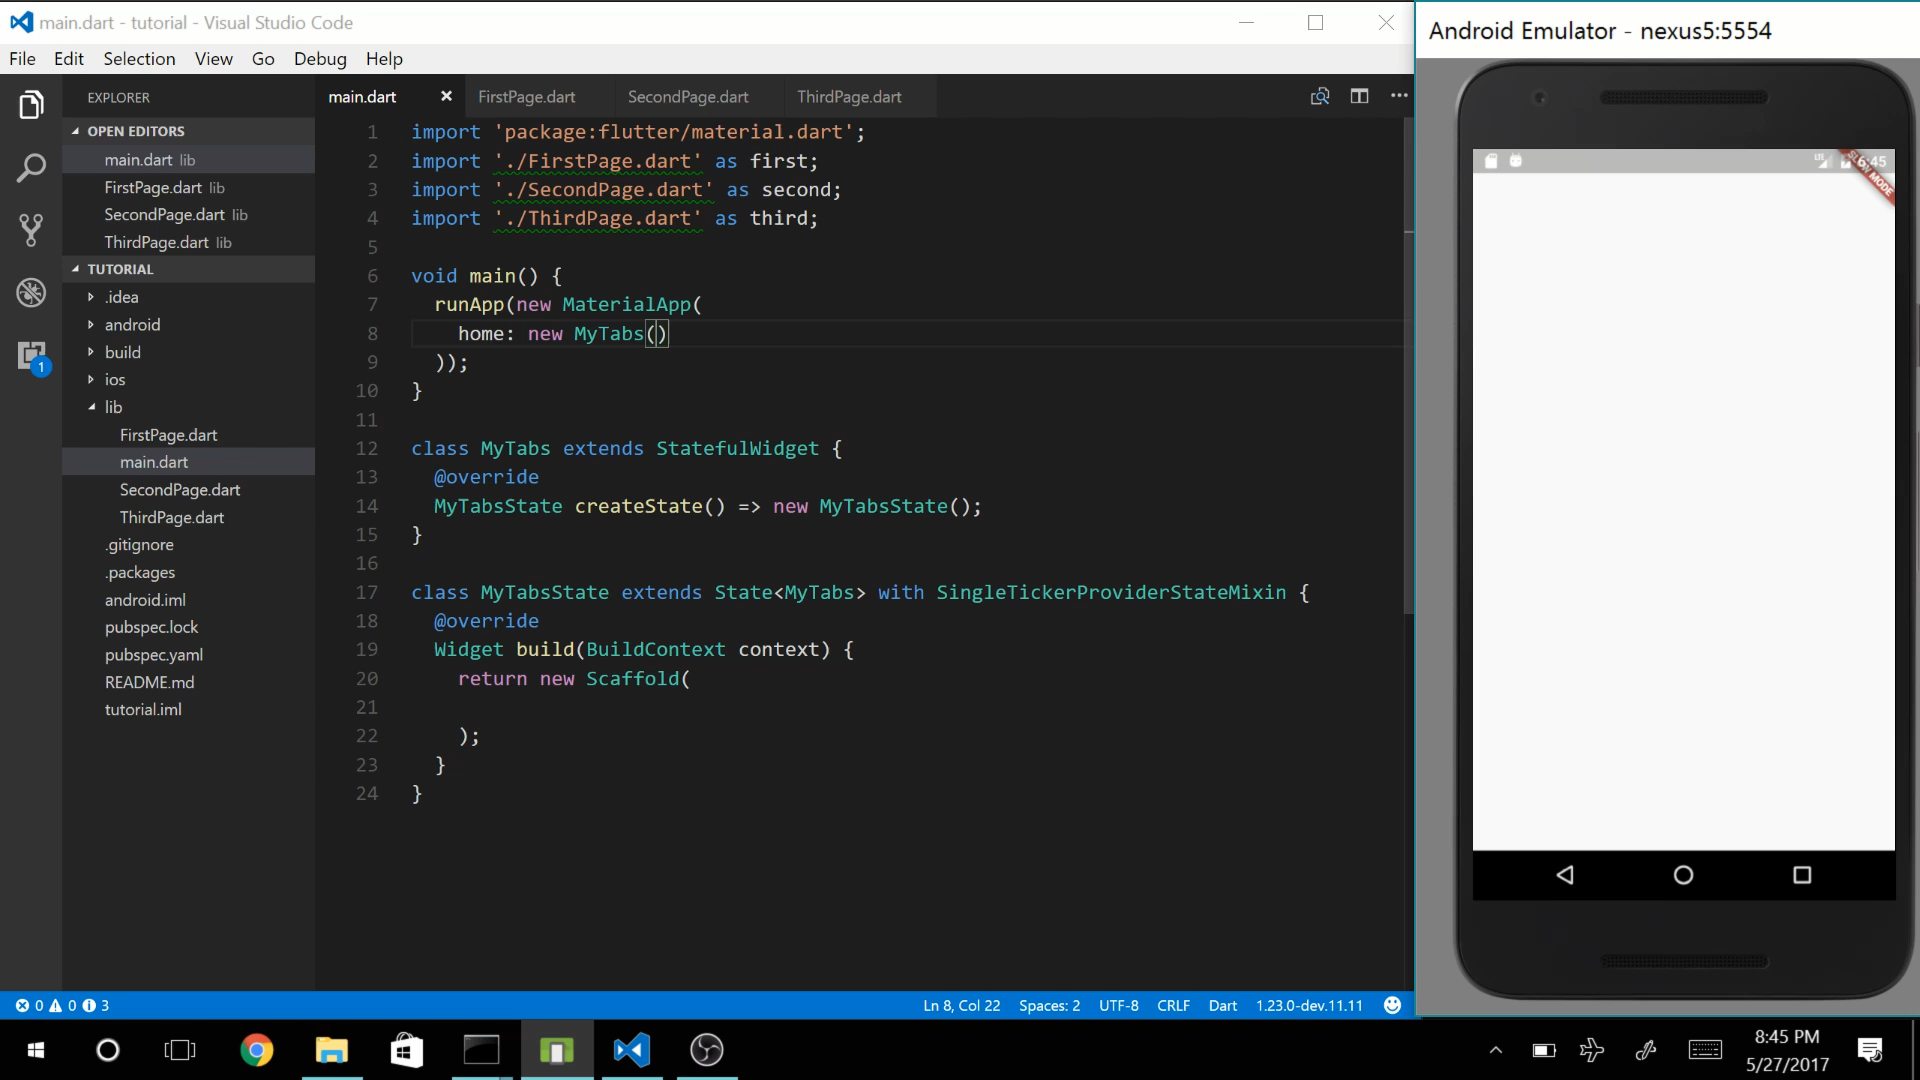 main.dart - tutorial - Visual Studio Code
File Edit Selection View Go Debug Help
EXPLORER
OPEN EDITORS
main.dart lib
FirstPage.dart lib
SecondPage.dart lib
ThirdPage.dart lib
TUTORIAL
.idea
android
build
ios
lib
FirstPage.dart
main.dart
SecondPage.dart
ThirdPage.dart
.gitignore
.packages
android.iml
pubspec.lock
pubspec.yaml
README.md
tutorial.iml
1
main.dart FirstPage.dart SecondPage.dart ThirdPage.dart
1 import 'package:flutter/material.dart';
2 import './FirstPage.dart' as first;
3 import './SecondPage.dart' as second;
4 import './ThirdPage.dart' as third;
5
6 void main() {
7 runApp(new MaterialApp(
8 home: new MyTabs()
9 ));
10 }
11
12 class MyTabs extends StatefulWidget {
13 @override
14 MyTabsState createState() => new MyTabsState();
15 }
16
17 class MyTabsState extends State<MyTabs> with SingleTickerProviderStateMixin {
18 @override
19 Widget build(BuildContext context) {
20 return new Scaffold(
21
22 );
23 }
24 }
0 0 3
Ln 8, Col 22 Spaces: 2 UTF-8 CRLF Dart 1.23.0-dev.11.11
Android Emulator - nexus5:5554
LTE 6:45
MODE
8:45 PM
5/27/2017